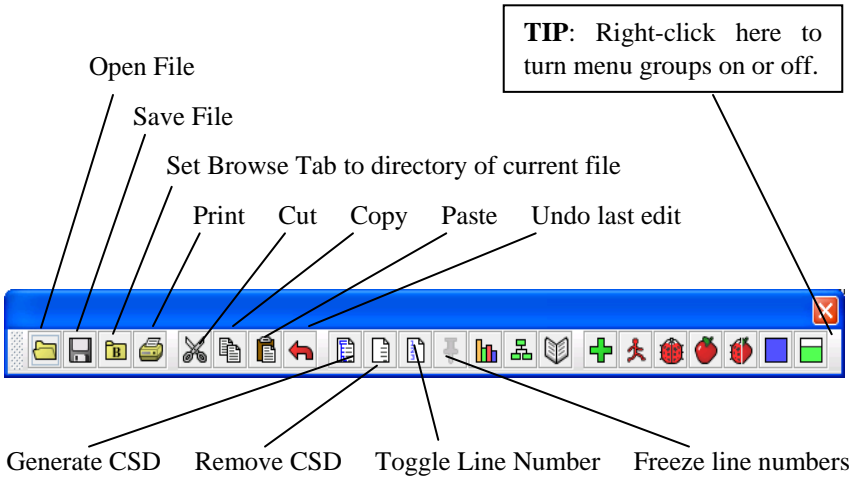 TIP: Right-click here to
turn menu groups on or off.
Open File
Save File
Set Browse Tab to directory of current file
Print Cut Copy Paste Undo last edit
B
Generate CSD Remove CSD Toggle Line Number Freeze line numbers